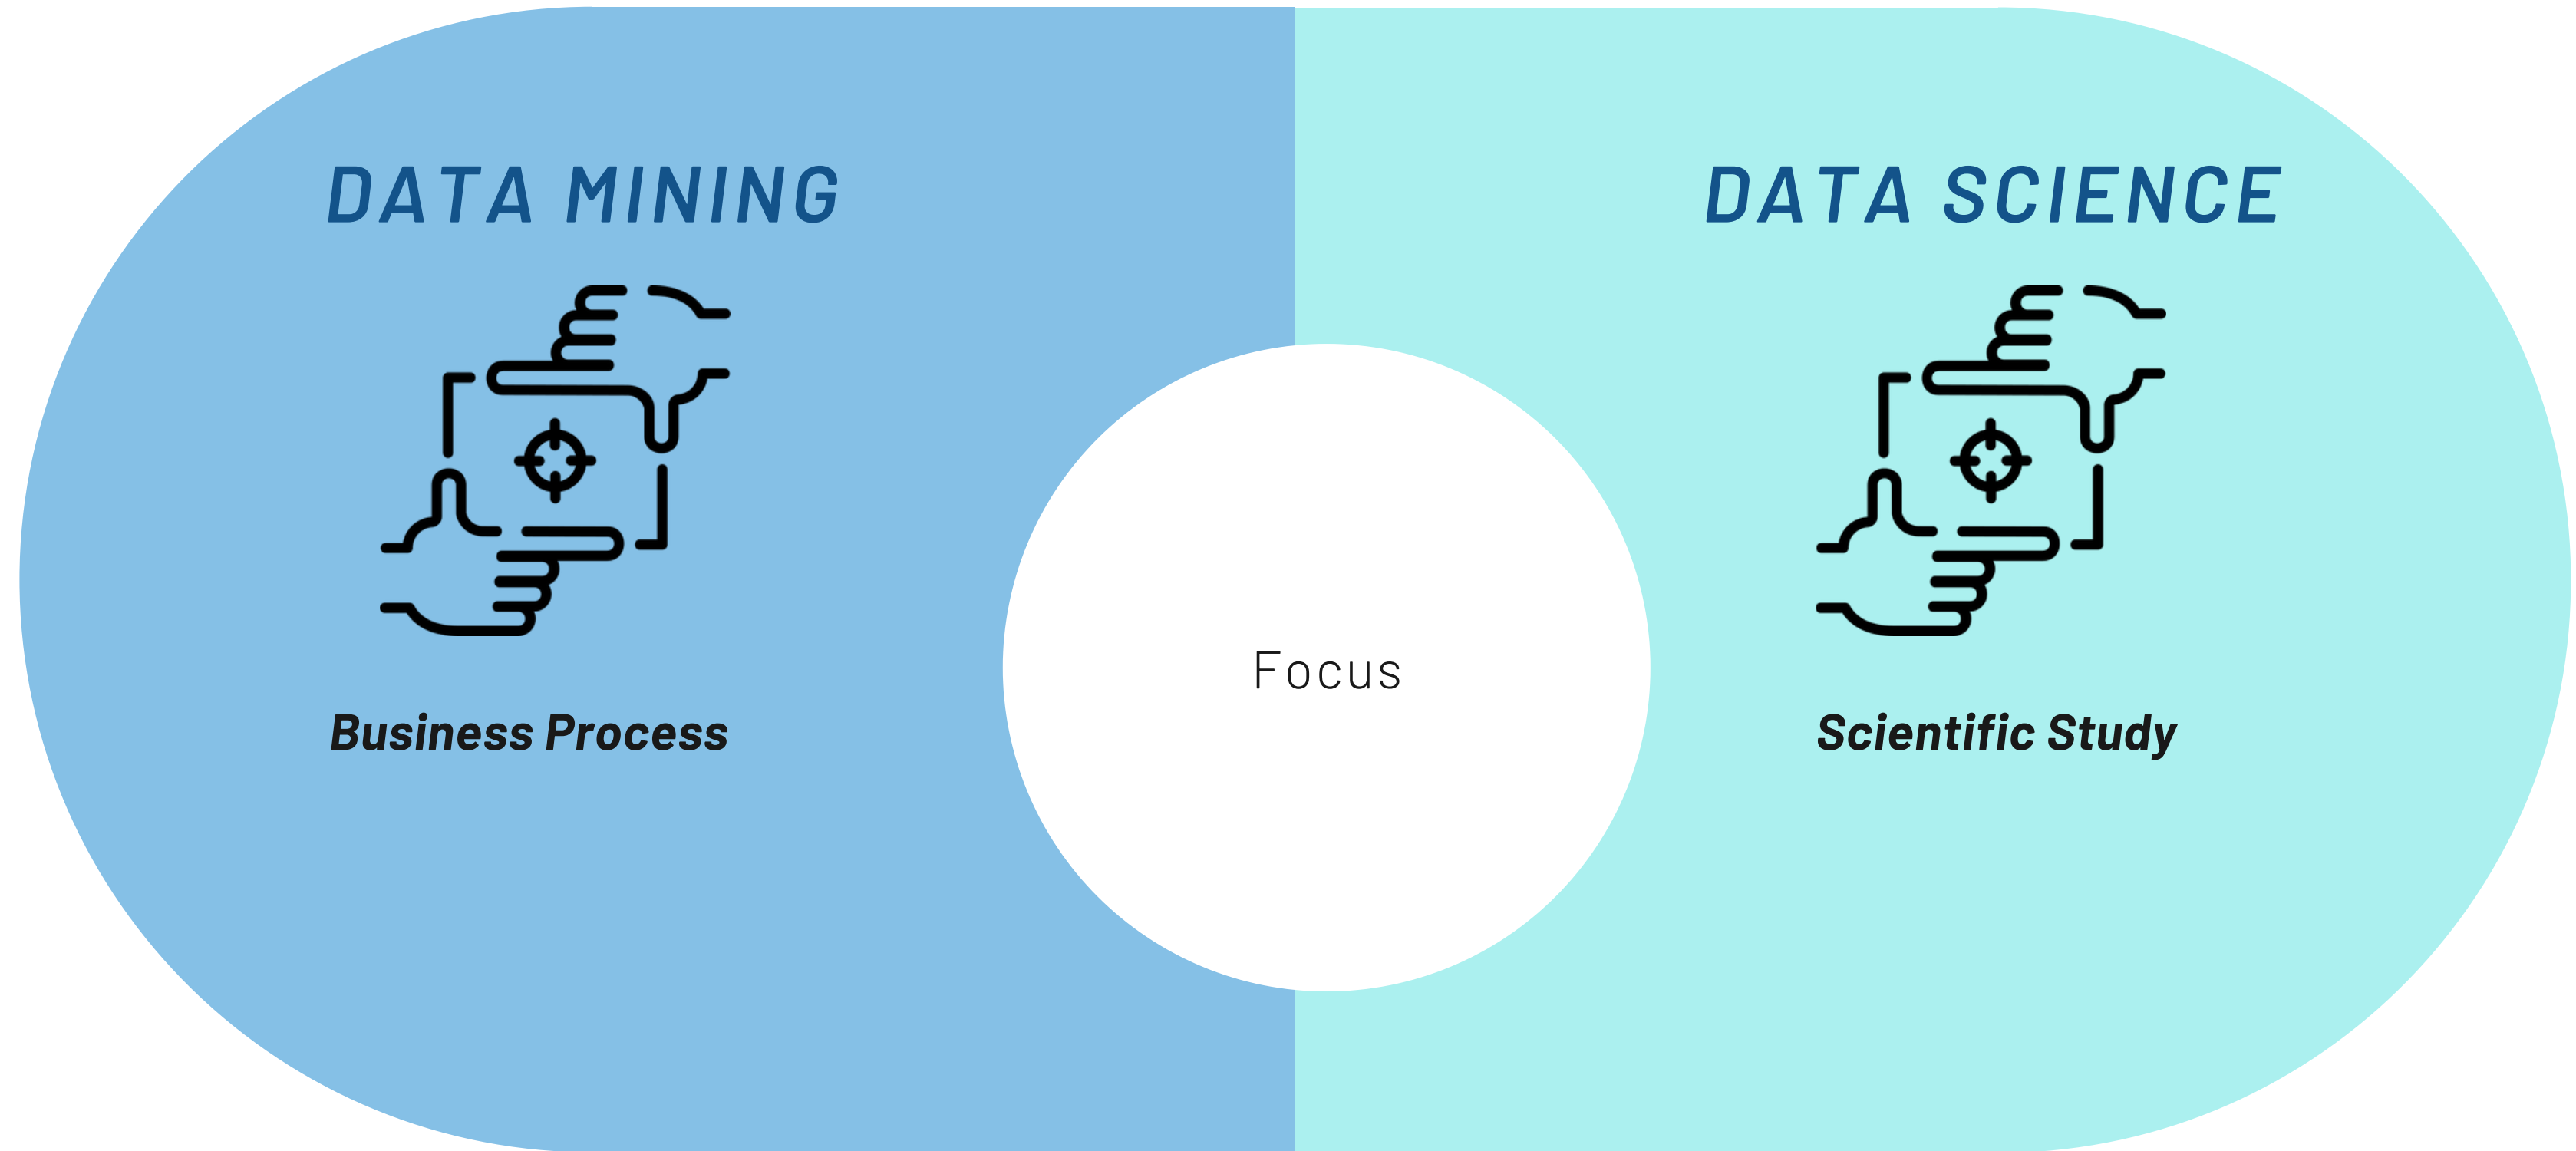 DATA MINING
DATA SCIENCE
Focus
Business Process
Scientific Study